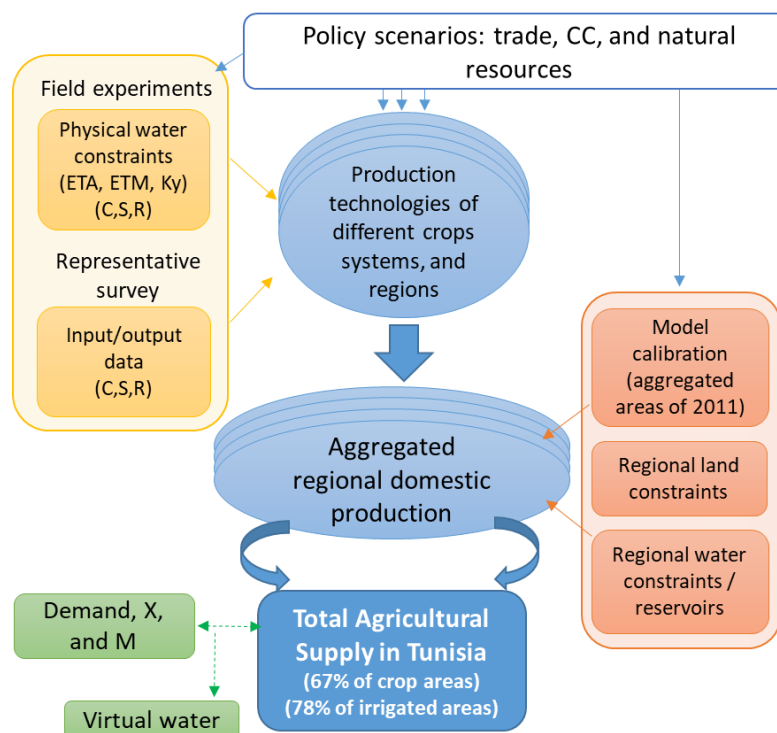 Policy scenarios: trade, CC, and natural
resources
Field experiments
Physical water
constraints
(ETA, ETM, Ky)
(C,S,R)
Representative
survey
Input/output
data
(C,S,R)
Production
technologies of
different crops
systems, and
regions
Model
calibration
(aggregated
areas of 2011)
Regional land
constraints
Regional water
constraints /
reservoirs
Aggregated
regional domestic
production
Demand, X,
and M
Virtual water
Total Agricultural
Supply in Tunisia
(67% of crop areas)
(78% of irrigated areas)